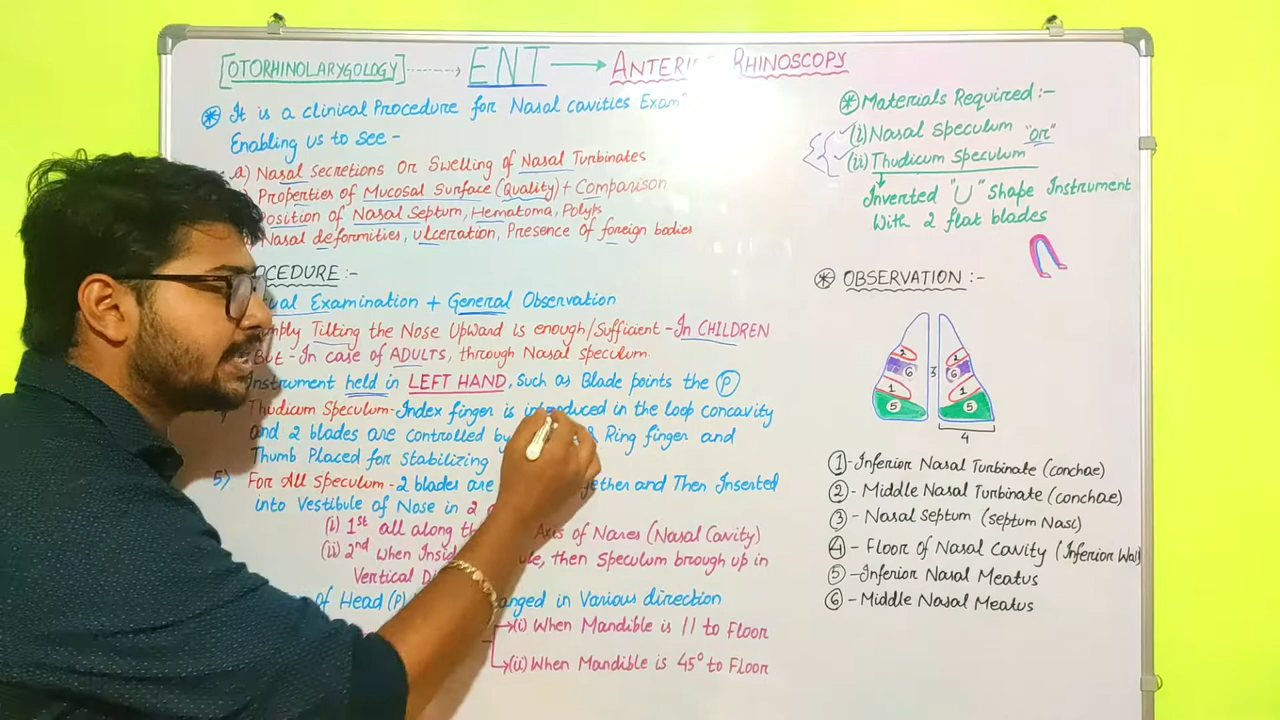 [OTORHINOLARYGOLOGY] → ENT → ANTERI RHINOSCOPY
It is a clinical Procedure for Nasal cavities Examⁿ
Enabling us to see -
a) Nasal secretions Or Swelling of Nasal Turbinates
Properties of Mucosal Surface (Quality) + Comparison
Position of Nasal Septum, Hematoma, Polyps
Nasal deformities, ulceration, Presence of foreign bodies
OCEDURE :-
ual Examination + General Observation
mply Tilting the Nose Upward is enough/Sufficient - In CHILDREN
But - In case of ADULTS, through Nasal speculum.
Instrument held in LEFT HAND, such as Blade points the (P)
Thudicum Speculum - Index finger is introduced in the loop concavity
and 2 blades are controlled by & Ring finger and
Thumb Placed for stabilizing
5) For All Speculum - 2 blades are gether and Then Inserted
into Vestibule of Nose in 2
(i) 1st all along th Axis of Nares (Nasal Cavity)
(ii) 2nd When Insid ule, then Speculum brough up in
Vertical Di
of Head (P) anged in Various direction
(i) When Mandible is 11 to Floor
(ii) When Mandible is 45° to Floor
Materials Required :-
(i) Nasal Speculum "or"
(ii) Thudicum Speculum
Inverted "U" Shape Instrument
With 2 flat blades
OBSERVATION :-
2 2
6 3 6
1 1
5 5
4
1 - Inferior Nasal Turbinate (conchae)
2 - Middle Nasal Turbinate (conchae)
3 - Nasal Septum (septum Nasi)
4 - Floor of Nasal Cavity (Inferior Wal
5 - Inferior Nasal Meatus
6 - Middle Nasal Meatus